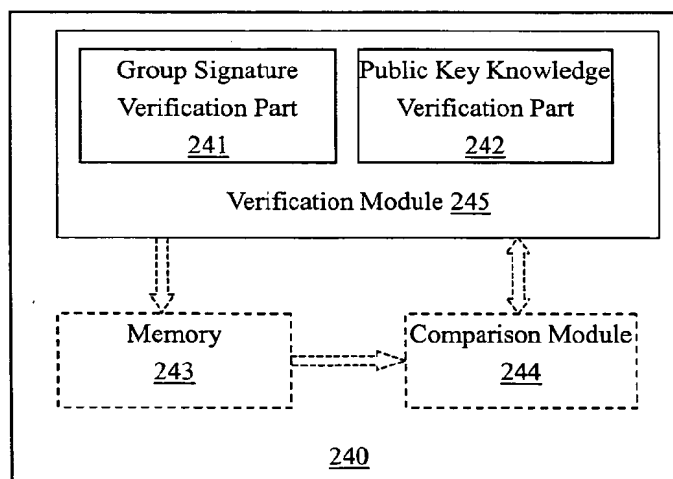 Group Signature
Verification Part
241
Public Key Knowledge
Verification Part
242
Verification Module 245
Memory
243
Comparison Module
244
240